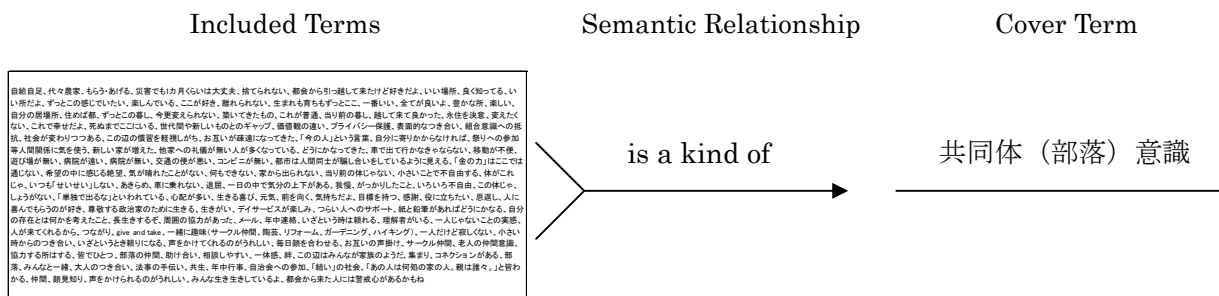 Included Terms
Semantic Relationship
Cover Term
自給自足、代々農家、もらう・あげる、災害でも1カ月くらいは大丈夫、捨てられない、都会から引っ越して来たけど好きだよ、いい場所、良く知ってる、い
い所だよ、ずっとこの感じでいたい、楽しんでいる、ここが好き、離れられない、生まれも育ちもずっとここ、一番いい、全てが良いよ、豊かな所、楽しい、
自分の居場所、住めば都、ずっとこの暮し、今更変えられない、築いてきたもの、これが普通、当り前の暮し、越して来て良かった、永住を決意、変えたく
ない、これで幸せだよ、死ぬまでここにいる、世代間や新しいものとのギャップ、価値観の違い、プライバシー保護、表面的なつき合い、組合意識への抵
抗、社会が変わりつつある、この辺の慣習を軽視しがち、お互いが疎遠になってきた、「今の人」という言葉、自分に寄りかからなければ、祭りへの参加
等人間関係に気を使う、新しい家が増えた、他家への礼儀が無い人が多くなっている、どうにかなってきた、車で出て行かなきゃならない、移動が不便、
遊び場が無い、病院が遠い、病院が無い、交通の便が悪い、コンビニが無い、都市は人間同士が騙し合いをしているように見える、「金の力」はここでは
通じない、希望の中に感じる絶望、気が晴れたことがない、何もできない、家から出られない、当り前の体じゃない、小さいことで不自由する、体がこれ
じゃ、いつも「せいせい」しない、あきらめ、車に乗れない、退屈、一日の中で気分の上下がある、我慢、がっかりしたこと、いろいろ不自由、この体じゃ、
しょうがない、「単独で出るな」といわれている、心配が多い、生きる喜び、元気、前を向く、気持ちだよ、目標を持つ、感謝、役に立ちたい、恩返し、人に
喜んでもらうのが好き、尊敬する政治家のために生きる、生きがい、デイサービスが楽しみ、つらい人へのサポート、紙と鉛筆があればどうにかなる、自分
の存在とは何かを考えたこと、長生きするぞ、周囲の協力があった、メール、年中連絡、いざという時は頼れる、理解者がいる、一人じゃないことの実感、
人が来てくれるから、つながり、give and take、一緒に趣味（サークル仲間、陶芸、リフォーム、ガーデニング、ハイキング）、一人だけど寂しくない、小さい
時からのつき合い、いざというとき頼りになる、声をかけてくれるのがうれしい、毎日顔を合わせる、お互いの声掛け、サークル仲間、老人の仲間意識、
協力する所はする、皆でひとつ、部落の仲間、助け合い、相談しやすい、一体感、絆、この辺はみんなが家族のようだ、集まり、コネクションがある、部
落、みんなと一緒、大人のつき合い、法事の手伝い、共生、年中行事、自治会への参加、「結い」の社会、「あの人は何処の家の人。親は誰々。」と皆わ
かる、仲間、顔見知り、声をかけられるのがうれしい、みんな生き生きしているよ、都会から来た人には警戒心があるかもね
is a kind of
共同体（部落）意識